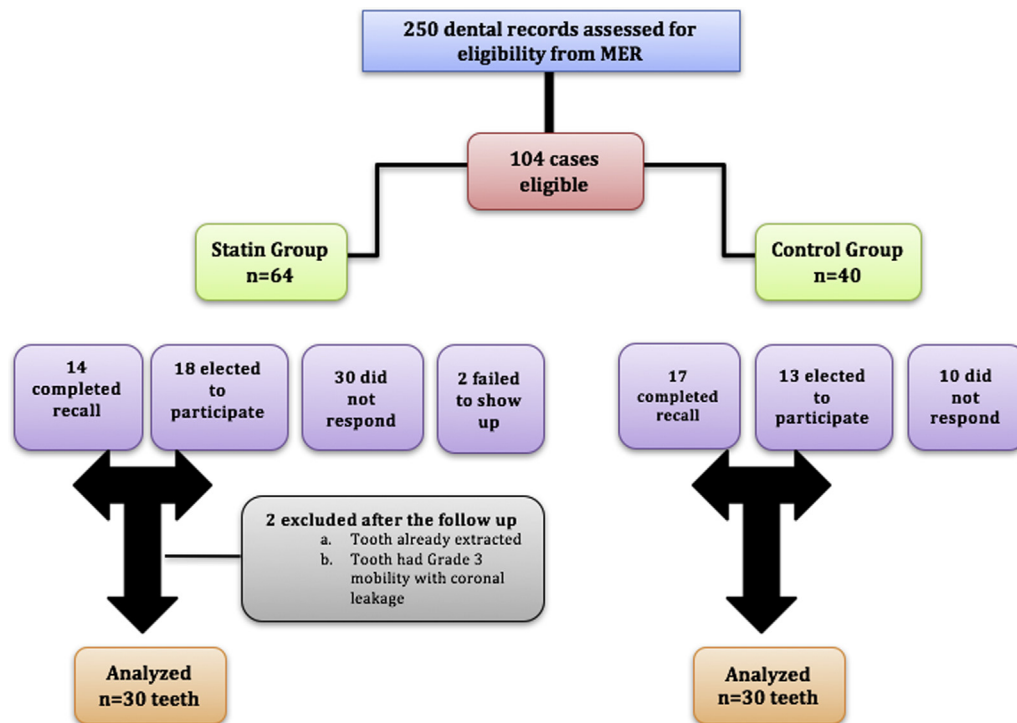 250 dental records assessed for
eligibility from MER
104 cases
eligible
Statin Group
n=64
Control Group
n=40
14
completed
recall
18 elected
to
participate
30 did
not
respond
2 failed
to show
up
17
completed
recall
13 elected
to
participate
10 did
not
respond
2 excluded after the follow up
a. Tooth already extracted
b. Tooth had Grade 3
mobility with coronal
leakage
Analyzed
n=30 teeth
Analyzed
n=30 teeth